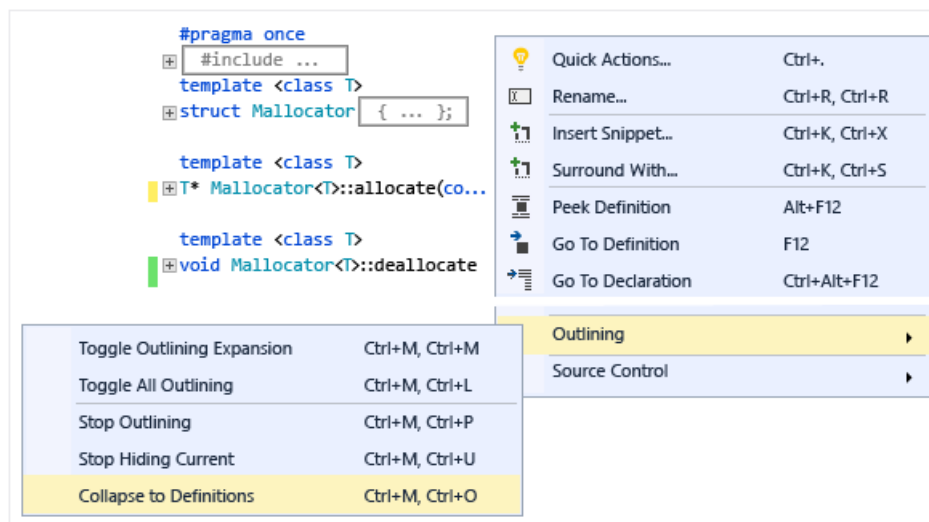 #pragma once
#include ...
template <class T>
struct Mallocator { ... };
template <class T>
T* Mallocator<T>::allocate(co...
template <class T>
void Mallocator<T>::deallocate
Quick Actions... Ctrl+.
Rename... Ctrl+R, Ctrl+R
Insert Snippet... Ctrl+K, Ctrl+X
Surround With... Ctrl+K, Ctrl+S
Peek Definition Alt+F12
Go To Definition F12
Go To Declaration Ctrl+Alt+F12
Outlining
Source Control
Toggle Outlining Expansion Ctrl+M, Ctrl+M
Toggle All Outlining Ctrl+M, Ctrl+L
Stop Outlining Ctrl+M, Ctrl+P
Stop Hiding Current Ctrl+M, Ctrl+U
Collapse to Definitions Ctrl+M, Ctrl+O